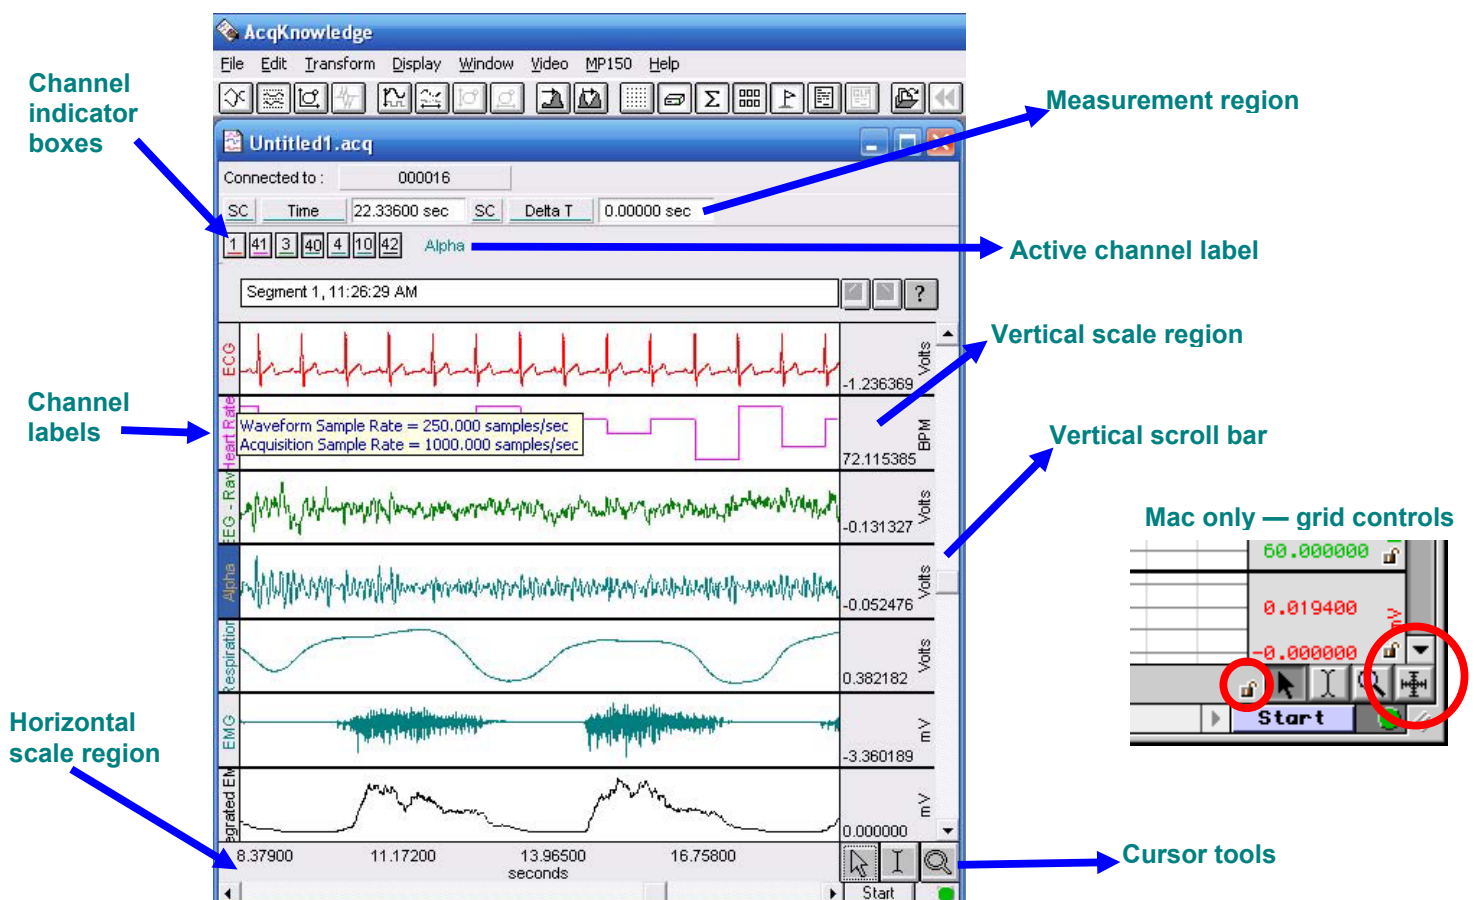 AcqKnowledge
File Edit Transform Display Window Video MP150 Help
Channel
indicator
boxes
Measurement region
Untitled1.acq
Connected to : 000016
SC Time 22.33600 sec SC Delta T 0.00000 sec
1 41 3 40 4 10 42 Alpha
Active channel label
Segment 1, 11:26:29 AM ?
Vertical scale region
ECG
Volts
-1.236369
Channel
labels
Heart Rate
Waveform Sample Rate = 250.000 samples/sec
Acquisition Sample Rate = 1000.000 samples/sec
BPM
72.115385
Vertical scroll bar
EEG - Raw
Volts
-0.131327
Mac only — grid controls
60.000000
0.019400
mV
-0.000000
Start
Alpha
Volts
-0.052476
Respiration
Volts
0.382182
Horizontal
scale region
EMG
mV
-3.360189
egrated EM
mV
0.000000
8.37900 11.17200 13.96500 16.75800
seconds
Cursor tools
Start